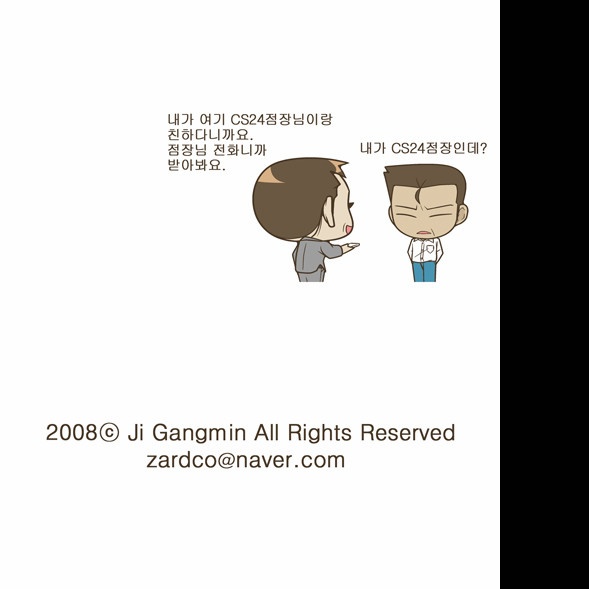 내가 여기 CS24점장님이랑
친하다니까요.
점장님 전화니까
받아봐요.
내가 CS24점장인데?
2008ⓒ Ji Gangmin All Rights Reserved
zardco@naver.com